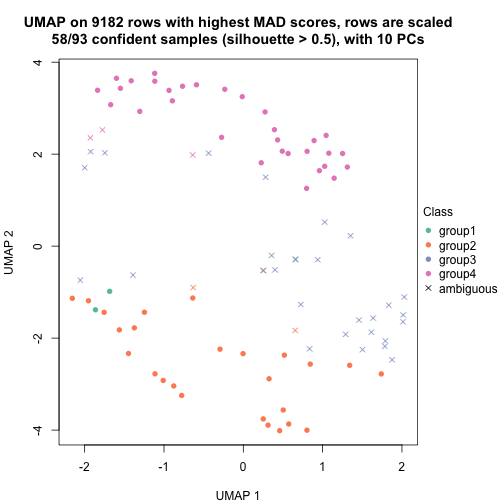 UMAP on 9182 rows with highest MAD scores, rows are scaled
58/93 confident samples (silhouette > 0.5), with 10 PCs
4
2
0
-2
-4
UMAP 2
-2
-1
0
1
2
UMAP 1
Class
group1
group2
group3
group4
ambiguous